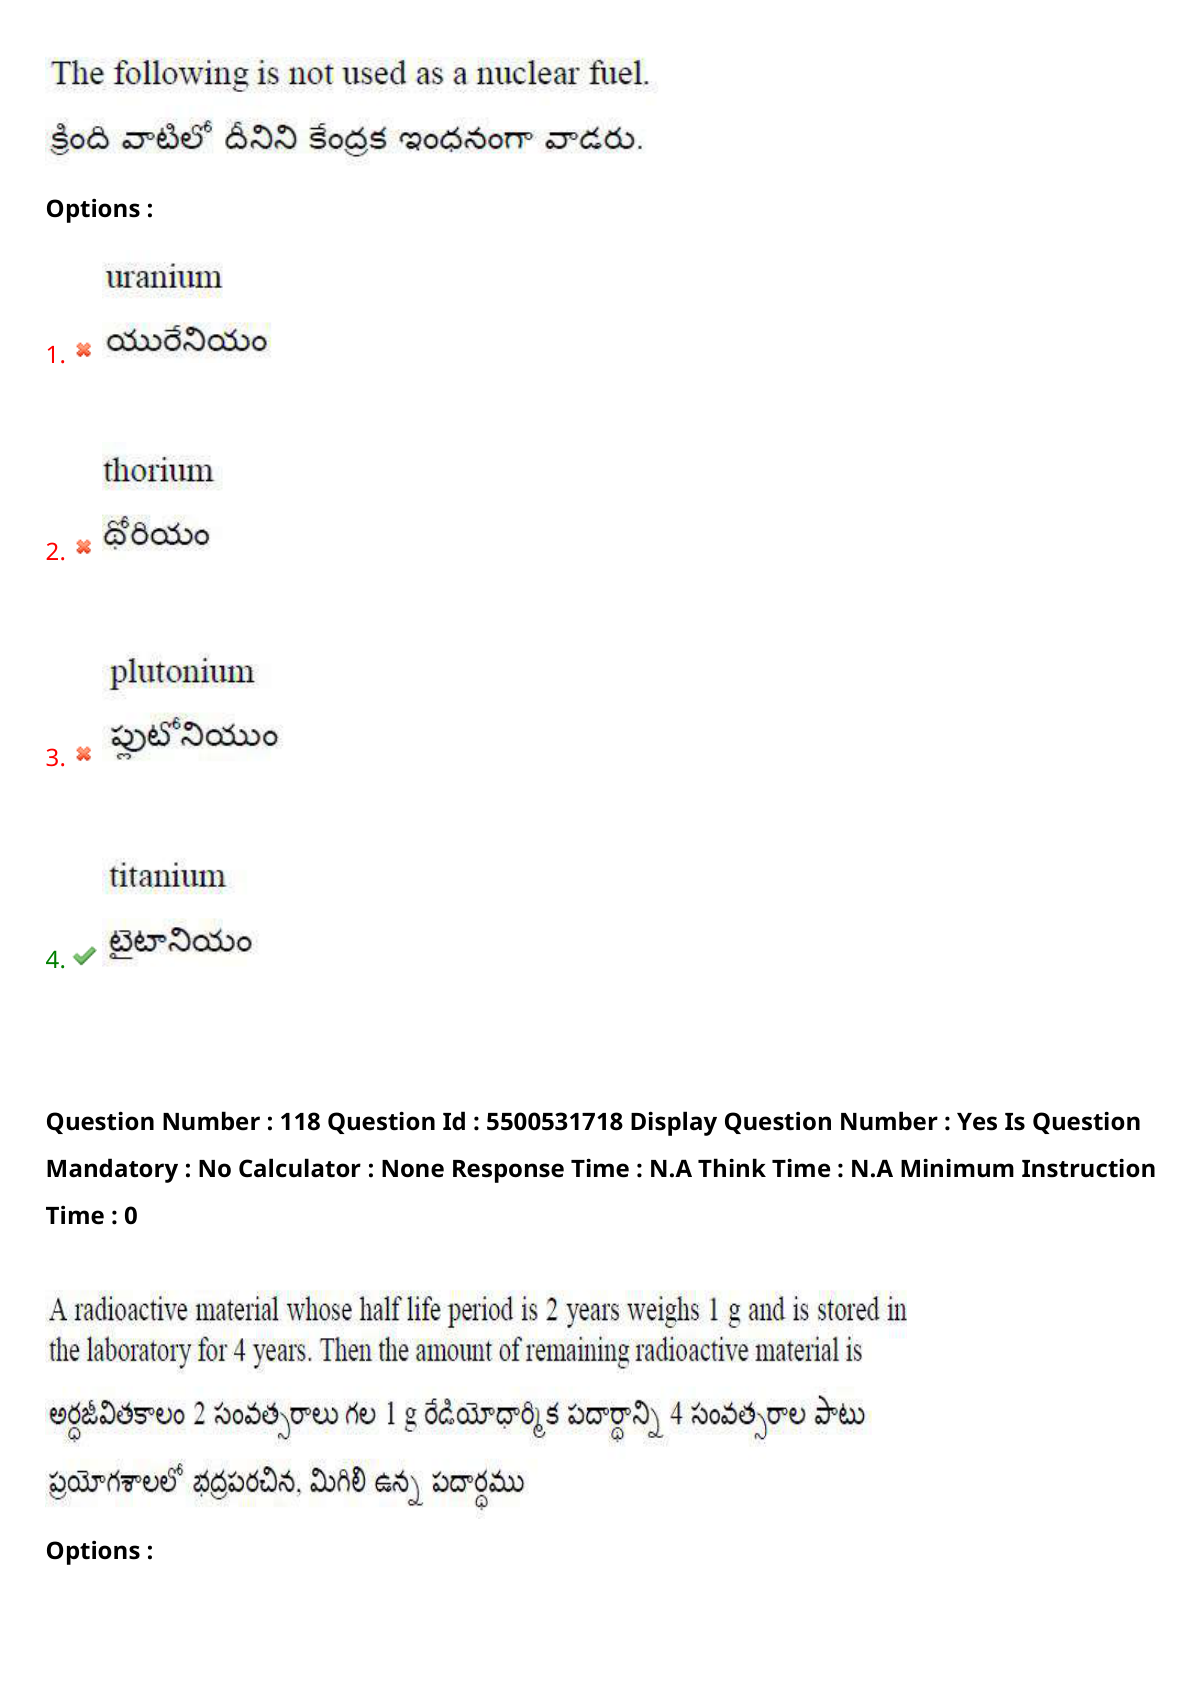 The following is not used as a nuclear fuel.
క్రింది వాటిలో దీనిని కేంద్రక ఇంధనంగా వాడరు.
Options :
uranium
1. యురేనియం
thorium
2. థోరియం
plutonium
3. ప్లుటోనియుం
titanium
4. టైటానియం
Question Number : 118 Question Id : 5500531718 Display Question Number : Yes Is Question
Mandatory : No Calculator : None Response Time : N.A Think Time : N.A Minimum Instruction
Time : 0
A radioactive material whose half life period is 2 years weighs 1 g and is stored in
the laboratory for 4 years. Then the amount of remaining radioactive material is
అర్ధజీవితకాలం 2 సంవత్సరాలు గల 1 g రేడియోధార్మిక పదార్థాన్ని 4 సంవత్సరాల పాటు
ప్రయోగశాలలో భద్రపరచిన, మిగిలి ఉన్న పదార్థము
Options :